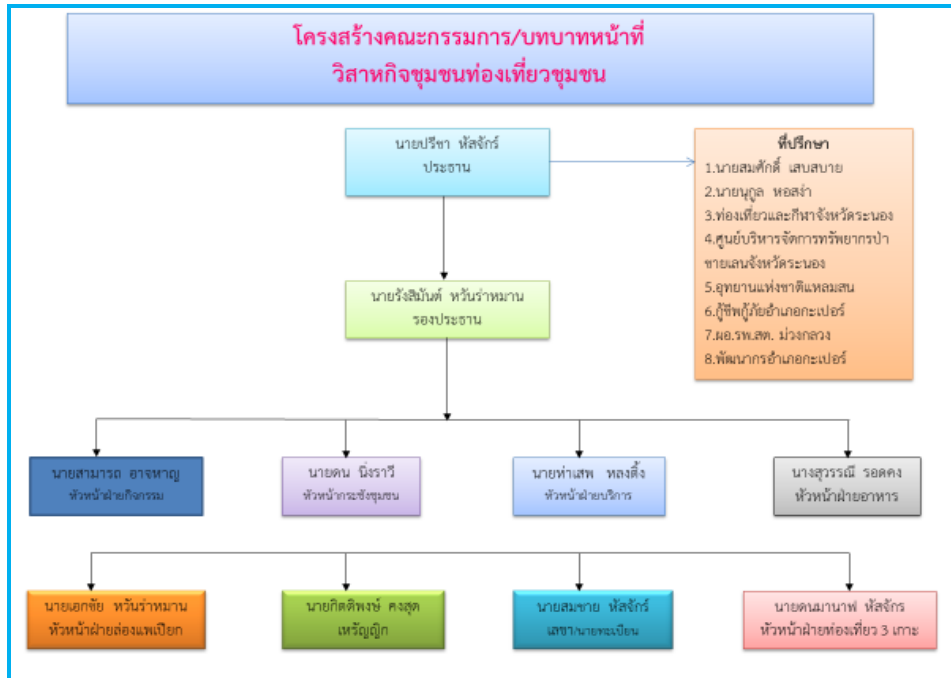 โครงสร้างคณะกรรมการ/บทบาทหน้าที่
วิสาหกิจชุมชนท่องเที่ยวชุมชน
นายปรีชา หัสจักร์
ประธาน
ที่ปรึกษา
1.นายสมศักดิ์ เสบสบาย
2.นายนุกูล หอสง่า
3.ท่องเที่ยวและกีฬาจังหวัดระนอง
4.ศูนย์บริหารจัดการทรัพยากรป่า
ชายเลนจังหวัดระนอง
5.อุทยานแห่งชาติแหลมสน
6.กู้ชีพกู้ภัยอำเภอกะเปอร์
7.ผอ.รพ.สต. ม่วงกลวง
8.พัฒนากรอำเภอกะเปอร์
นายรังสิมันต์ หวันร่าหมาน
รองประธาน
นายสามารถ อาจหาญ
หัวหน้าฝ่ายกิจกรรม
นายดน นิ่งราวี
หัวหน้ากระชังชุมชน
นายห่าเสพ หลงติ้ง
หัวหน้าฝ่ายบริการ
นางสุวรรณี รอดคง
หัวหน้าฝ่ายอาหาร
นายเอกชัย หวันร่าหมาน
หัวหน้าฝ่ายล่องแพเปียก
นายกิตติพงษ์ คงสุด
เหรัญญิก
นายสมชาย หัสจักร์
เลขา/นายทะเบียน
นายดนมานาฟ หัสจักร
หัวหน้าฝ่ายท่องเที่ยว 3 เกาะ